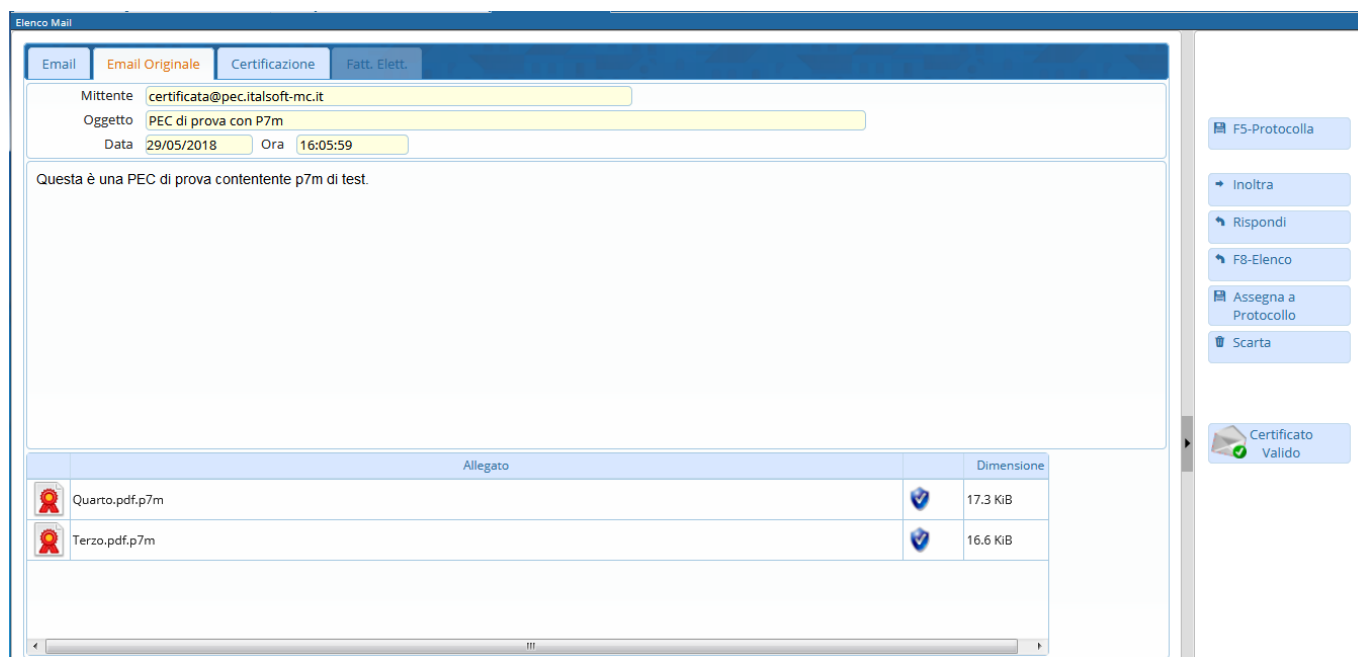 Elenco Mail
Email Email Originale Certificazione Fatt. Elett.
Mittente certificata@pec.italsoft-mc.it
Oggetto PEC di prova con P7m
Data 29/05/2018 Ora 16:05:59
Questa è una PEC di prova contentente p7m di test.
Allegato Dimensione
Quarto.pdf.p7m 17.3 KiB
Terzo.pdf.p7m 16.6 KiB
F5-Protocolla
Inoltra
Rispondi
F8-Elenco
Assegna a
Protocollo
Scarta
Certificato
Valido